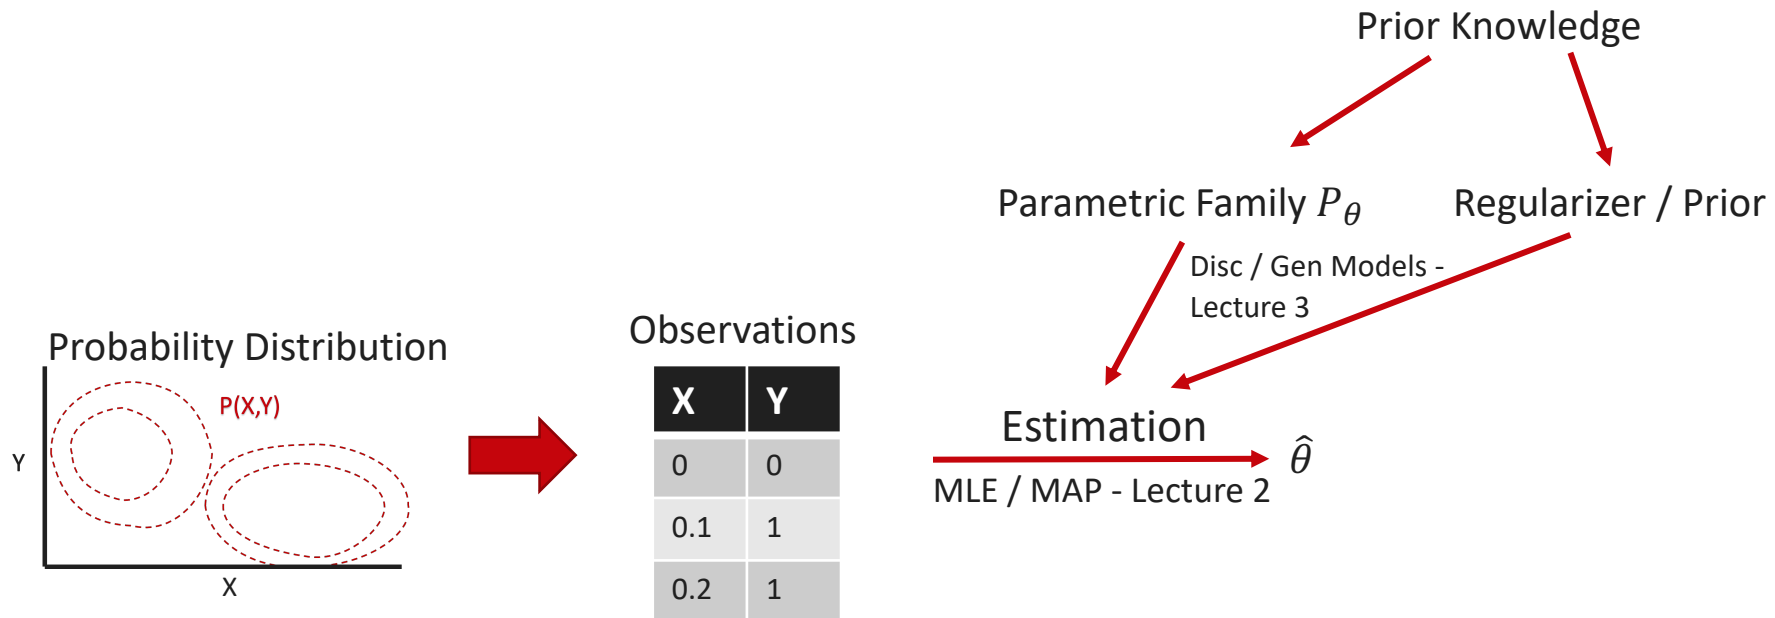 Prior Knowledge
Parametric Family P_θ
Regularizer / Prior
Disc / Gen Models -
Lecture 3
Probability Distribution
P(X,Y)
Y
X
Observations
X Y
0 0
0.1 1
0.2 1
Estimation
θ̂
MLE / MAP - Lecture 2